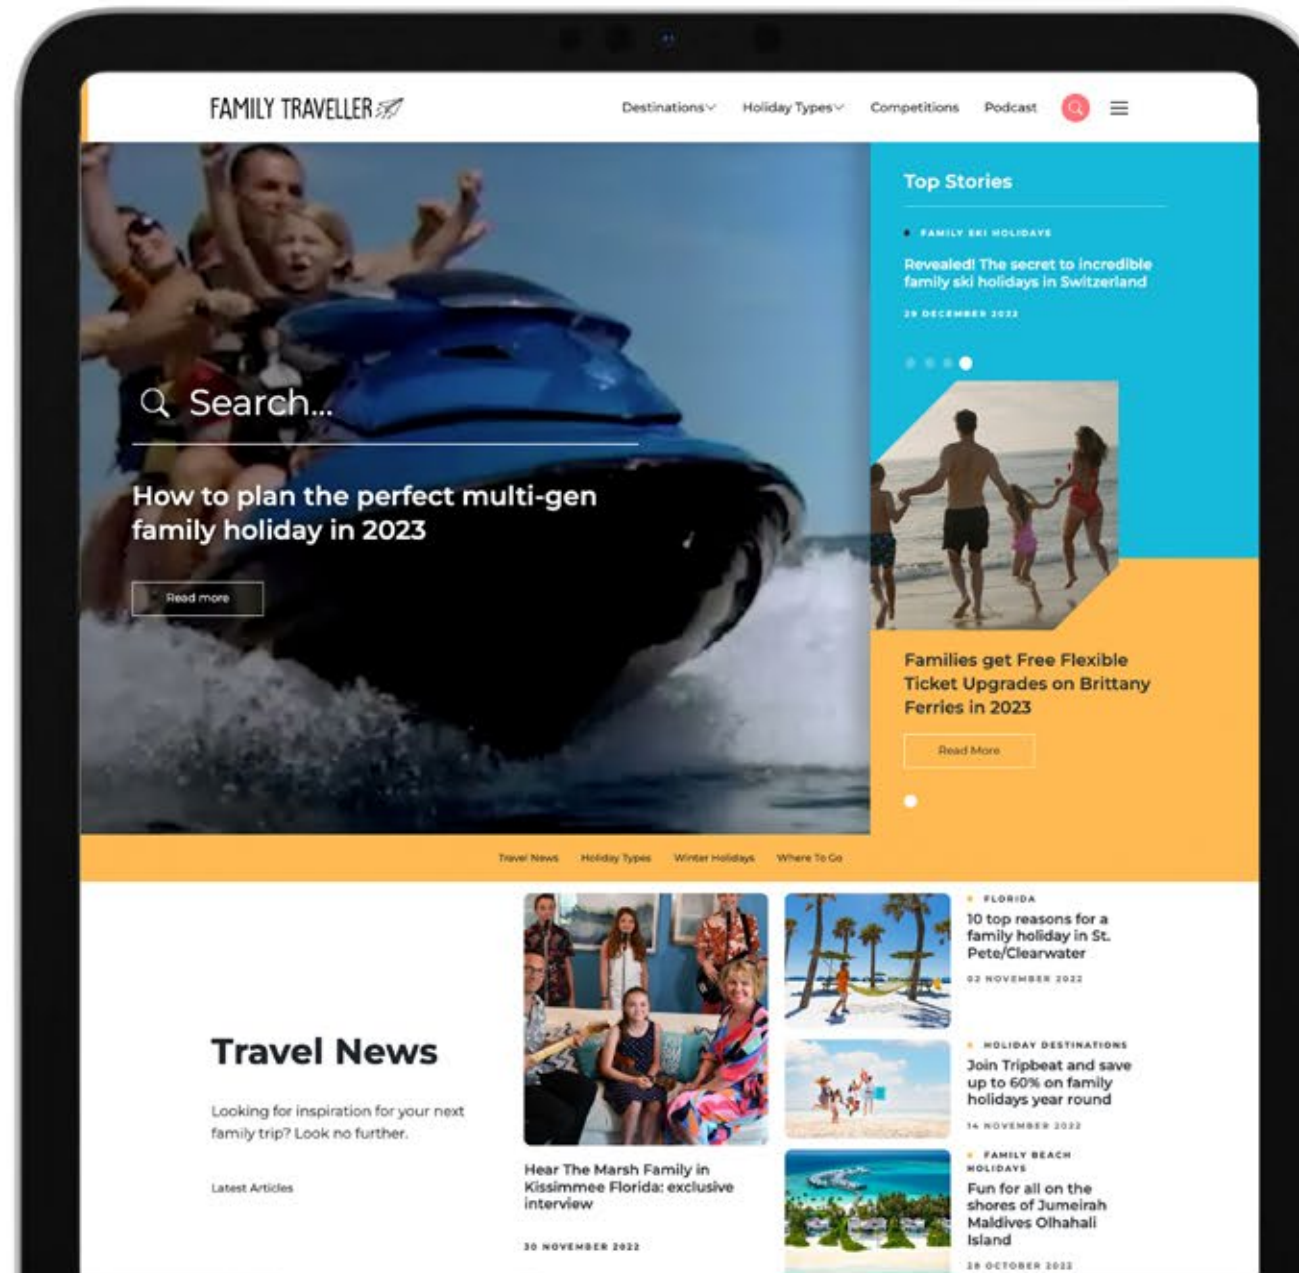 FAMILY TRAVELLER
Destinations
Holiday Types
Competitions
Podcast
Search...
How to plan the perfect multi-gen
family holiday in 2023
Read more
Top Stories
FAMILY SKI HOLIDAYS
Revealed! The secret to incredible
family ski holidays in Switzerland
29 DECEMBER 2022
Families get Free Flexible
Ticket Upgrades on Brittany
Ferries in 2023
Read More
Travel News
Holiday Types
Winter Holidays
Where To Go
Travel News
Looking for inspiration for your next
family trip? Look no further.
Latest Articles
Hear The Marsh Family in
Kissimmee Florida: exclusive
interview
30 NOVEMBER 2022
FLORIDA
10 top reasons for a
family holiday in St.
Pete/Clearwater
02 NOVEMBER 2022
HOLIDAY DESTINATIONS
Join Tripbeat and save
up to 60% on family
holidays year round
14 NOVEMBER 2022
FAMILY BEACH
HOLIDAYS
Fun for all on the
shores of Jumeirah
Maldives Olhahali
Island
28 OCTOBER 2022